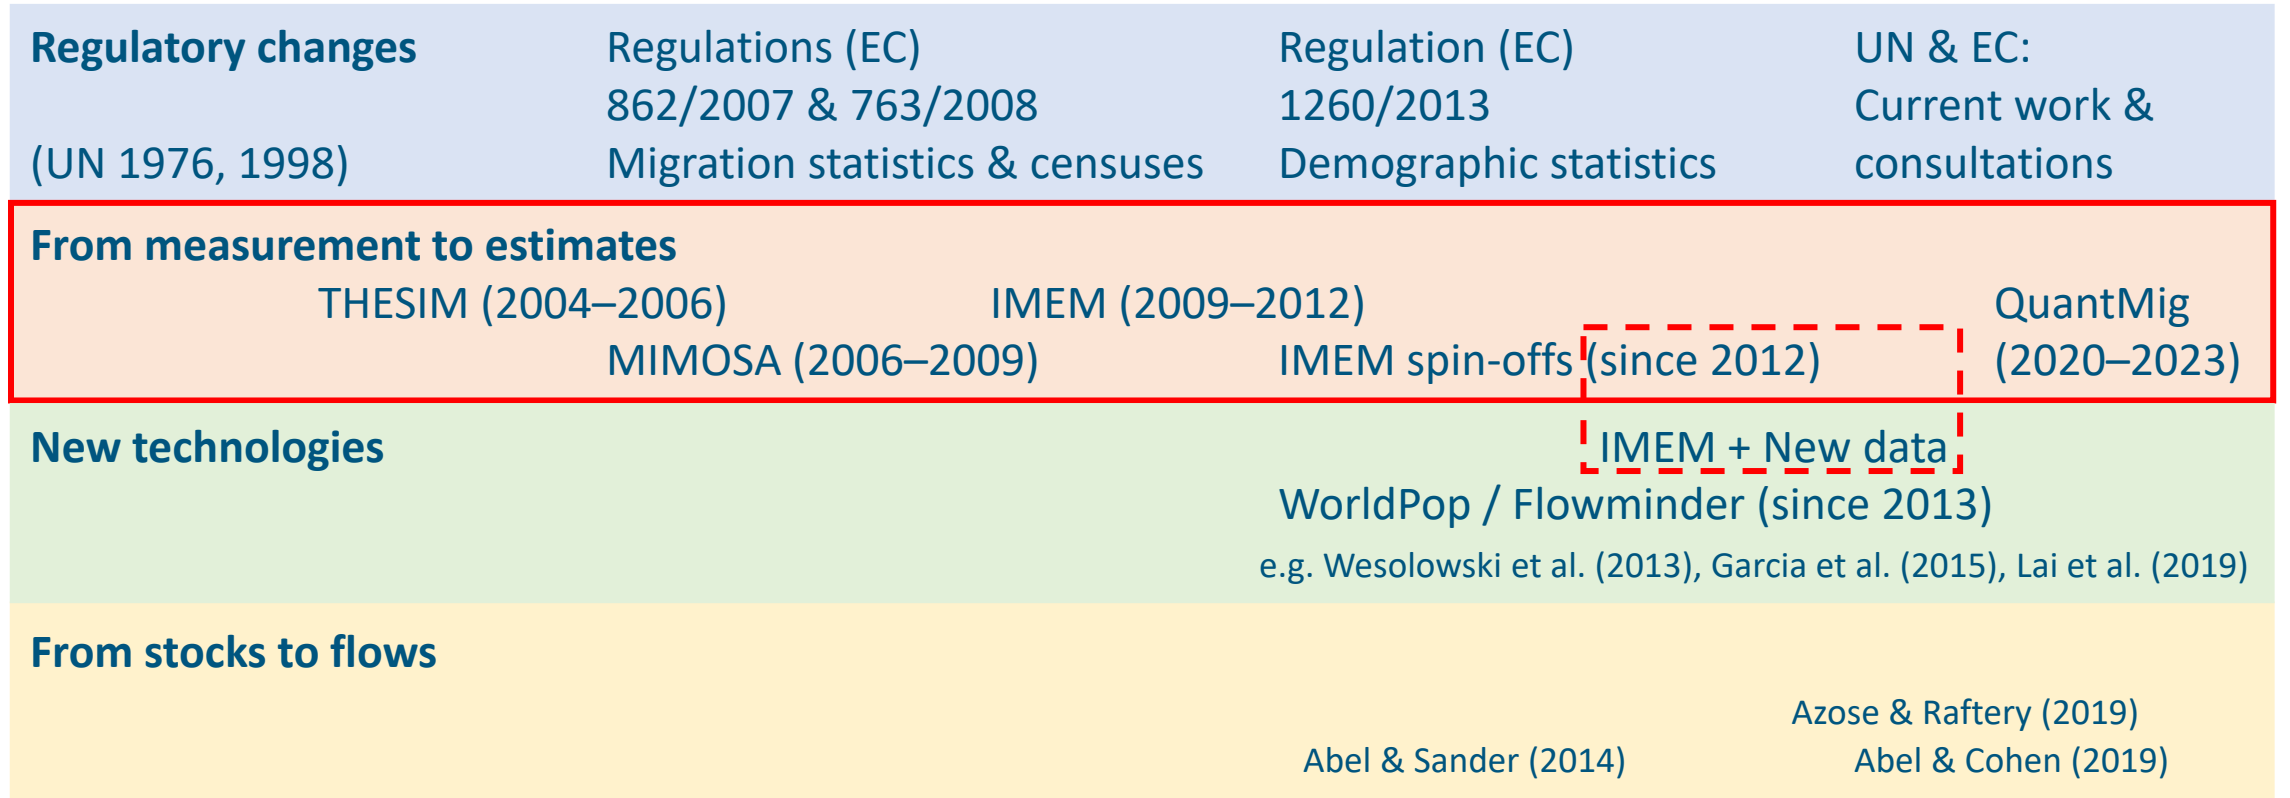 Regulatory changes
(UN 1976, 1998)
Regulations (EC)
862/2007 & 763/2008
Migration statistics & censuses
Regulation (EC)
1260/2013
Demographic statistics
UN & EC:
Current work &
consultations
From measurement to estimates
THESIM (2004–2006)
MIMOSA (2006–2009)
IMEM (2009–2012)
IMEM spin-offs (since 2012)
QuantMig
(2020–2023)
New technologies
IMEM + New data
WorldPop / Flowminder (since 2013)
e.g. Wesolowski et al. (2013), Garcia et al. (2015), Lai et al. (2019)
From stocks to flows
Azose & Raftery (2019)
Abel & Sander (2014)
Abel & Cohen (2019)